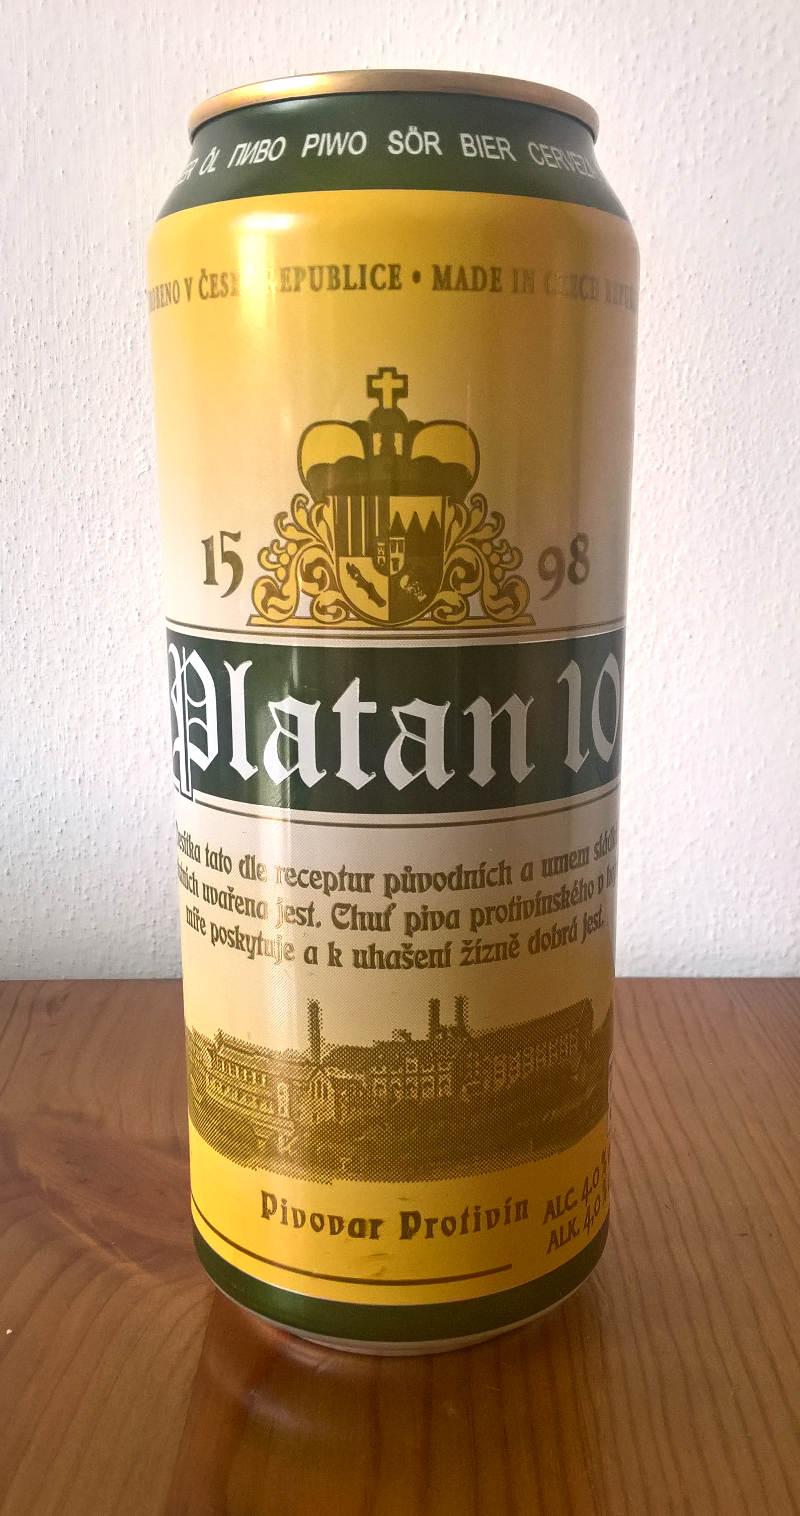 ÖL ПИВО PIWO SÖR BIER CERVEZA
V ČESKÉ REPUBLICE • MADE IN CZECH
15 98
Platan 10
tato dle receptur původních a umem
uvařena jest. Chuť piva protivínského v
míře poskytuje a k uhašení žízně dobrá jest.
Pivovar Protivín
ALC. 4,0 %
ALK. 4,0 %